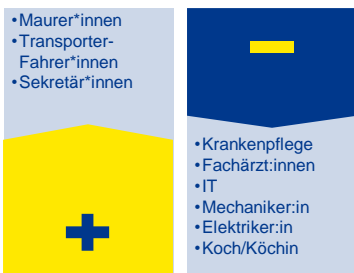 •Maurer*innen
•Transporter-
Fahrer*innen
•Sekretär*innen
•Krankenpflege
•Fachärzt:innen
•IT
•Mechaniker:in
•Elektriker:in
•Koch/Köchin